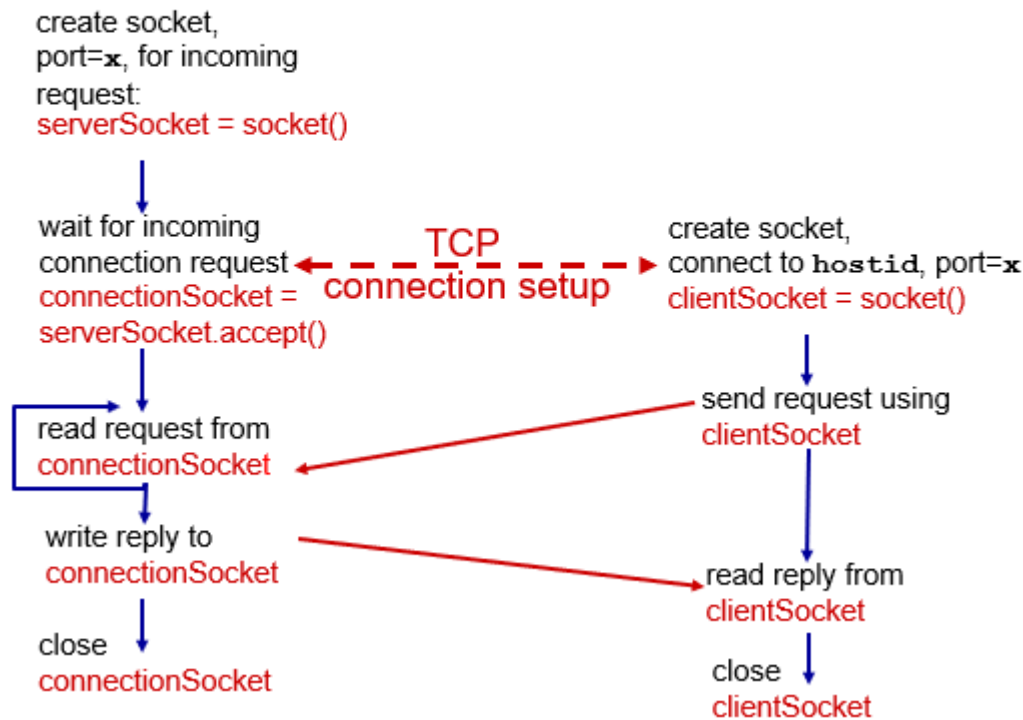 create socket,
port=x, for incoming
request:
serverSocket = socket()
wait for incoming
connection request
connectionSocket =
serverSocket.accept()
TCP
connection setup
create socket,
connect to hostid, port=x
clientSocket = socket()
read request from
connectionSocket
send request using
clientSocket
write reply to
connectionSocket
read reply from
clientSocket
close
connectionSocket
close
clientSocket